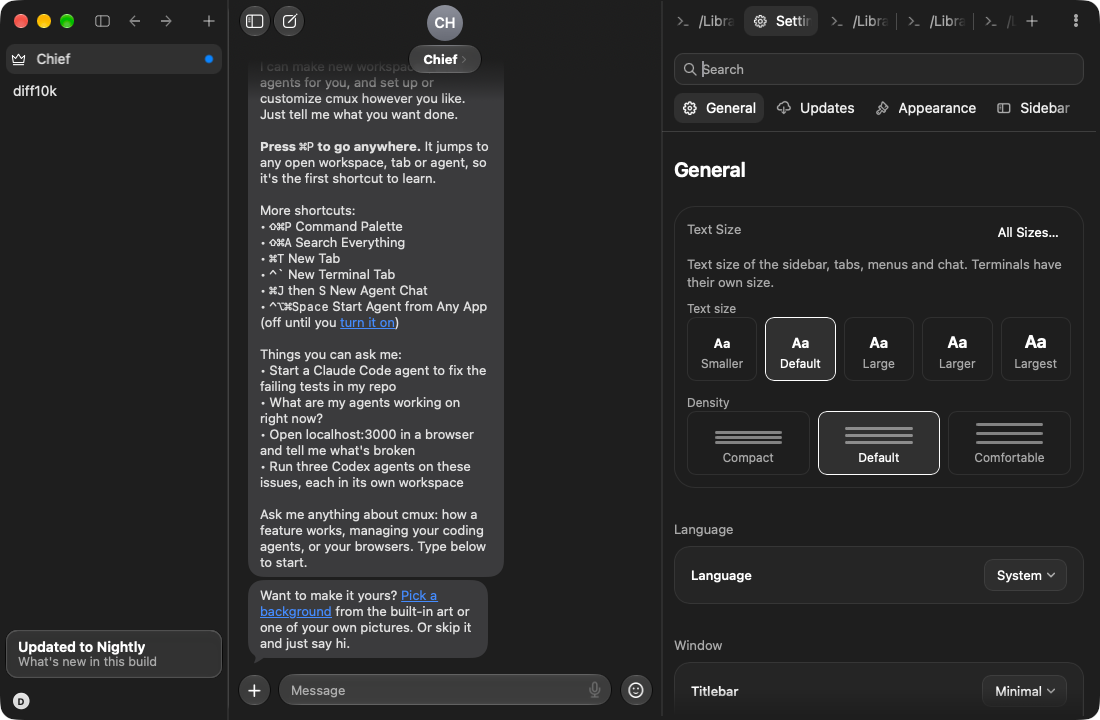 Chief
diff10k
Updated to Nightly
What's new in this build
D
CH
Chief
I can make new
agents for you, and set up or
customize cmux however you like.
Just tell me what you want done.
Press ⌘P to go anywhere. It jumps to
any open workspace, tab or agent, so
it's the first shortcut to learn.
More shortcuts:
• ⇧⌘P Command Palette
• ⇧⌘A Search Everything
• ⌘T New Tab
• ^` New Terminal Tab
• ⌘J then S New Agent Chat
• ^⌥⌘Space Start Agent from Any App
(off until you turn it on)
Things you can ask me:
• Start a Claude Code agent to fix the
failing tests in my repo
• What are my agents working on
right now?
• Open localhost:3000 in a browser
and tell me what's broken
• Run three Codex agents on these
issues, each in its own workspace
Ask me anything about cmux: how a
feature works, managing your coding
agents, or your browsers. Type below
to start.
Want to make it yours? Pick a
background from the built-in art or
one of your own pictures. Or skip it
and just say hi.
Message
/Libra Settin /Libra /Libra
Search
General Updates Appearance Sidebar
General
Text Size All Sizes...
Text size of the sidebar, tabs, menus and chat. Terminals have
their own size.
Text size
Aa Aa Aa Aa Aa
Smaller Default Large Larger Largest
Density
Compact Default Comfortable
Language
Language System
Window
Titlebar Minimal